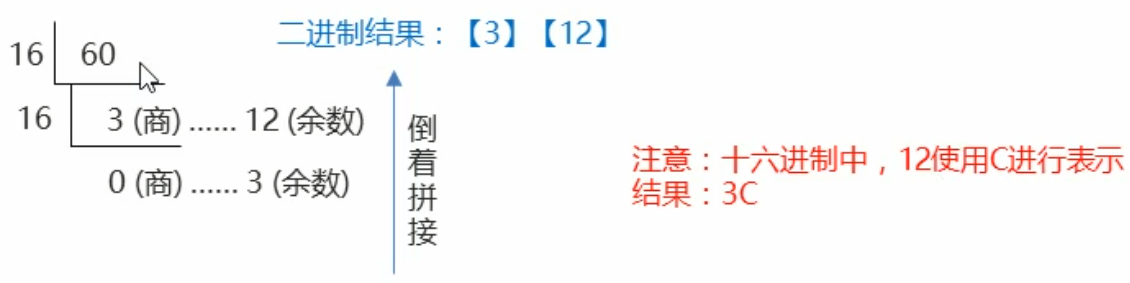 二进制结果：【3】【12】
16 60
16 3 (商) ...... 12 (余数)
0 (商) ...... 3 (余数)
倒着拼接
注意：十六进制中，12使用C进行表示
结果：3C